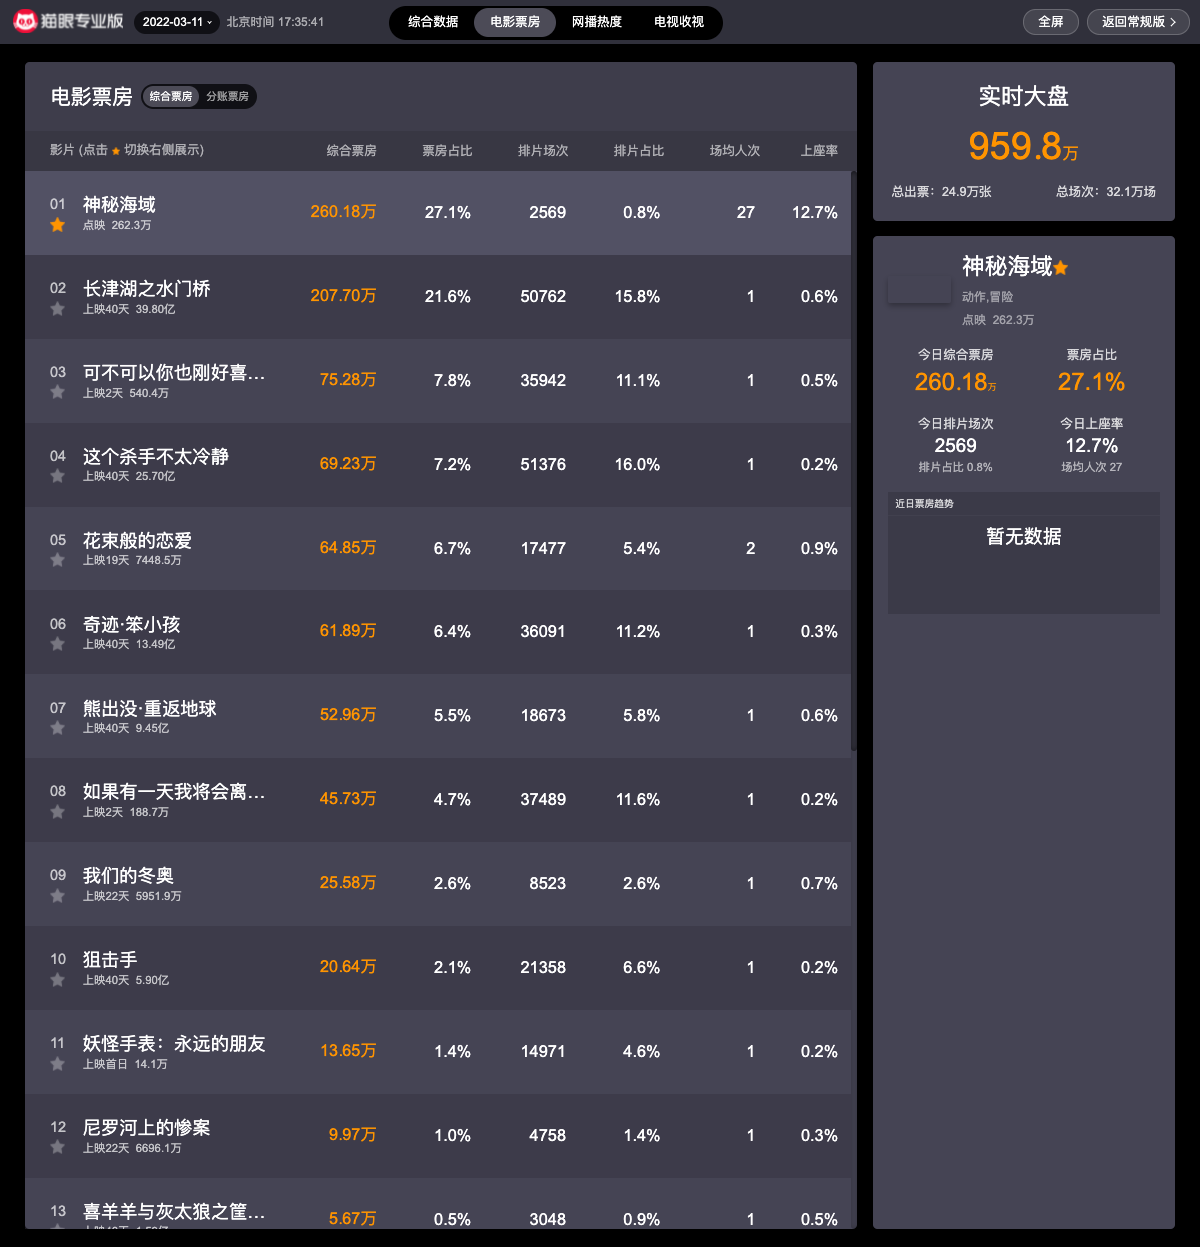 猫眼专业版 2022-03-11 北京时间 17:35:41 综合数据 电影票房 网播热度 电视收视 全屏 返回常规版
电影票房 综合票房 分账票房
影片 (点击 切换右侧展示) 综合票房 票房占比 排片场次 排片占比 场均人次 上座率
01 神秘海域 260.18万 27.1% 2569 0.8% 27 12.7%
点映 262.3万
02 长津湖之水门桥 207.70万 21.6% 50762 15.8% 1 0.6%
上映40天 39.80亿
03 可不可以你也刚好喜... 75.28万 7.8% 35942 11.1% 1 0.5%
上映2天 540.4万
04 这个杀手不太冷静 69.23万 7.2% 51376 16.0% 1 0.2%
上映40天 25.70亿
05 花束般的恋爱 64.85万 6.7% 17477 5.4% 2 0.9%
上映19天 7448.5万
06 奇迹·笨小孩 61.89万 6.4% 36091 11.2% 1 0.3%
上映40天 13.49亿
07 熊出没·重返地球 52.96万 5.5% 18673 5.8% 1 0.6%
上映40天 9.45亿
08 如果有一天我将会离... 45.73万 4.7% 37489 11.6% 1 0.2%
上映2天 188.7万
09 我们的冬奥 25.58万 2.6% 8523 2.6% 1 0.7%
上映22天 5951.9万
10 狙击手 20.64万 2.1% 21358 6.6% 1 0.2%
上映40天 5.90亿
11 妖怪手表：永远的朋友 13.65万 1.4% 14971 4.6% 1 0.2%
上映首日 14.1万
12 尼罗河上的惨案 9.97万 1.0% 4758 1.4% 1 0.3%
上映22天 6696.1万
13 喜羊羊与灰太狼之筐... 5.67万 0.5% 3048 0.9% 1 0.5%
实时大盘
959.8万
总出票：24.9万张 总场次：32.1万场
神秘海域
动作,冒险
点映 262.3万
今日综合票房 票房占比
260.18万 27.1%
今日排片场次 今日上座率
2569 12.7%
排片占比 0.8% 场均人次 27
近日票房趋势
暂无数据